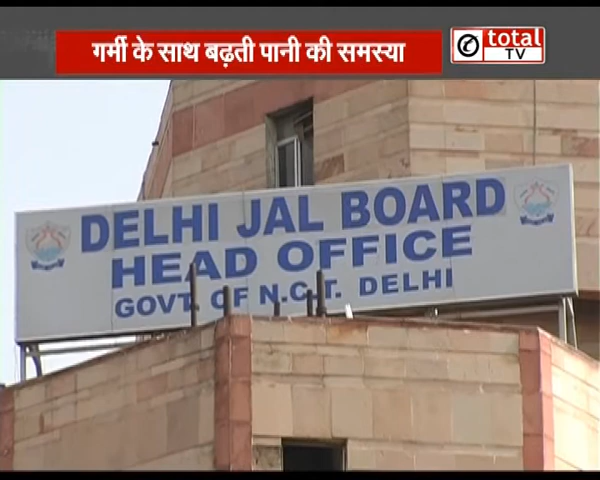 गर्मी के साथ बढ़ती पानी की समस्या
total
TV
DELHI JAL BOARD
HEAD OFFICE
GOVT. OF N.C.T. DELHI